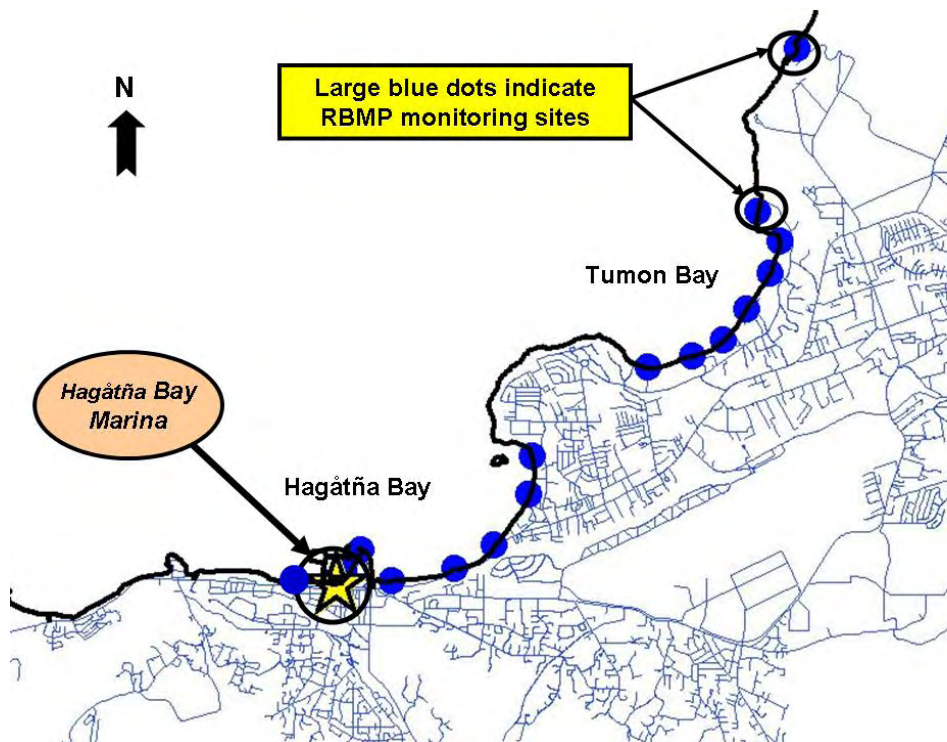 N
Large blue dots indicate
RBMP monitoring sites
Tumon Bay
Hagåtña Bay
Marina
Hagåtña Bay